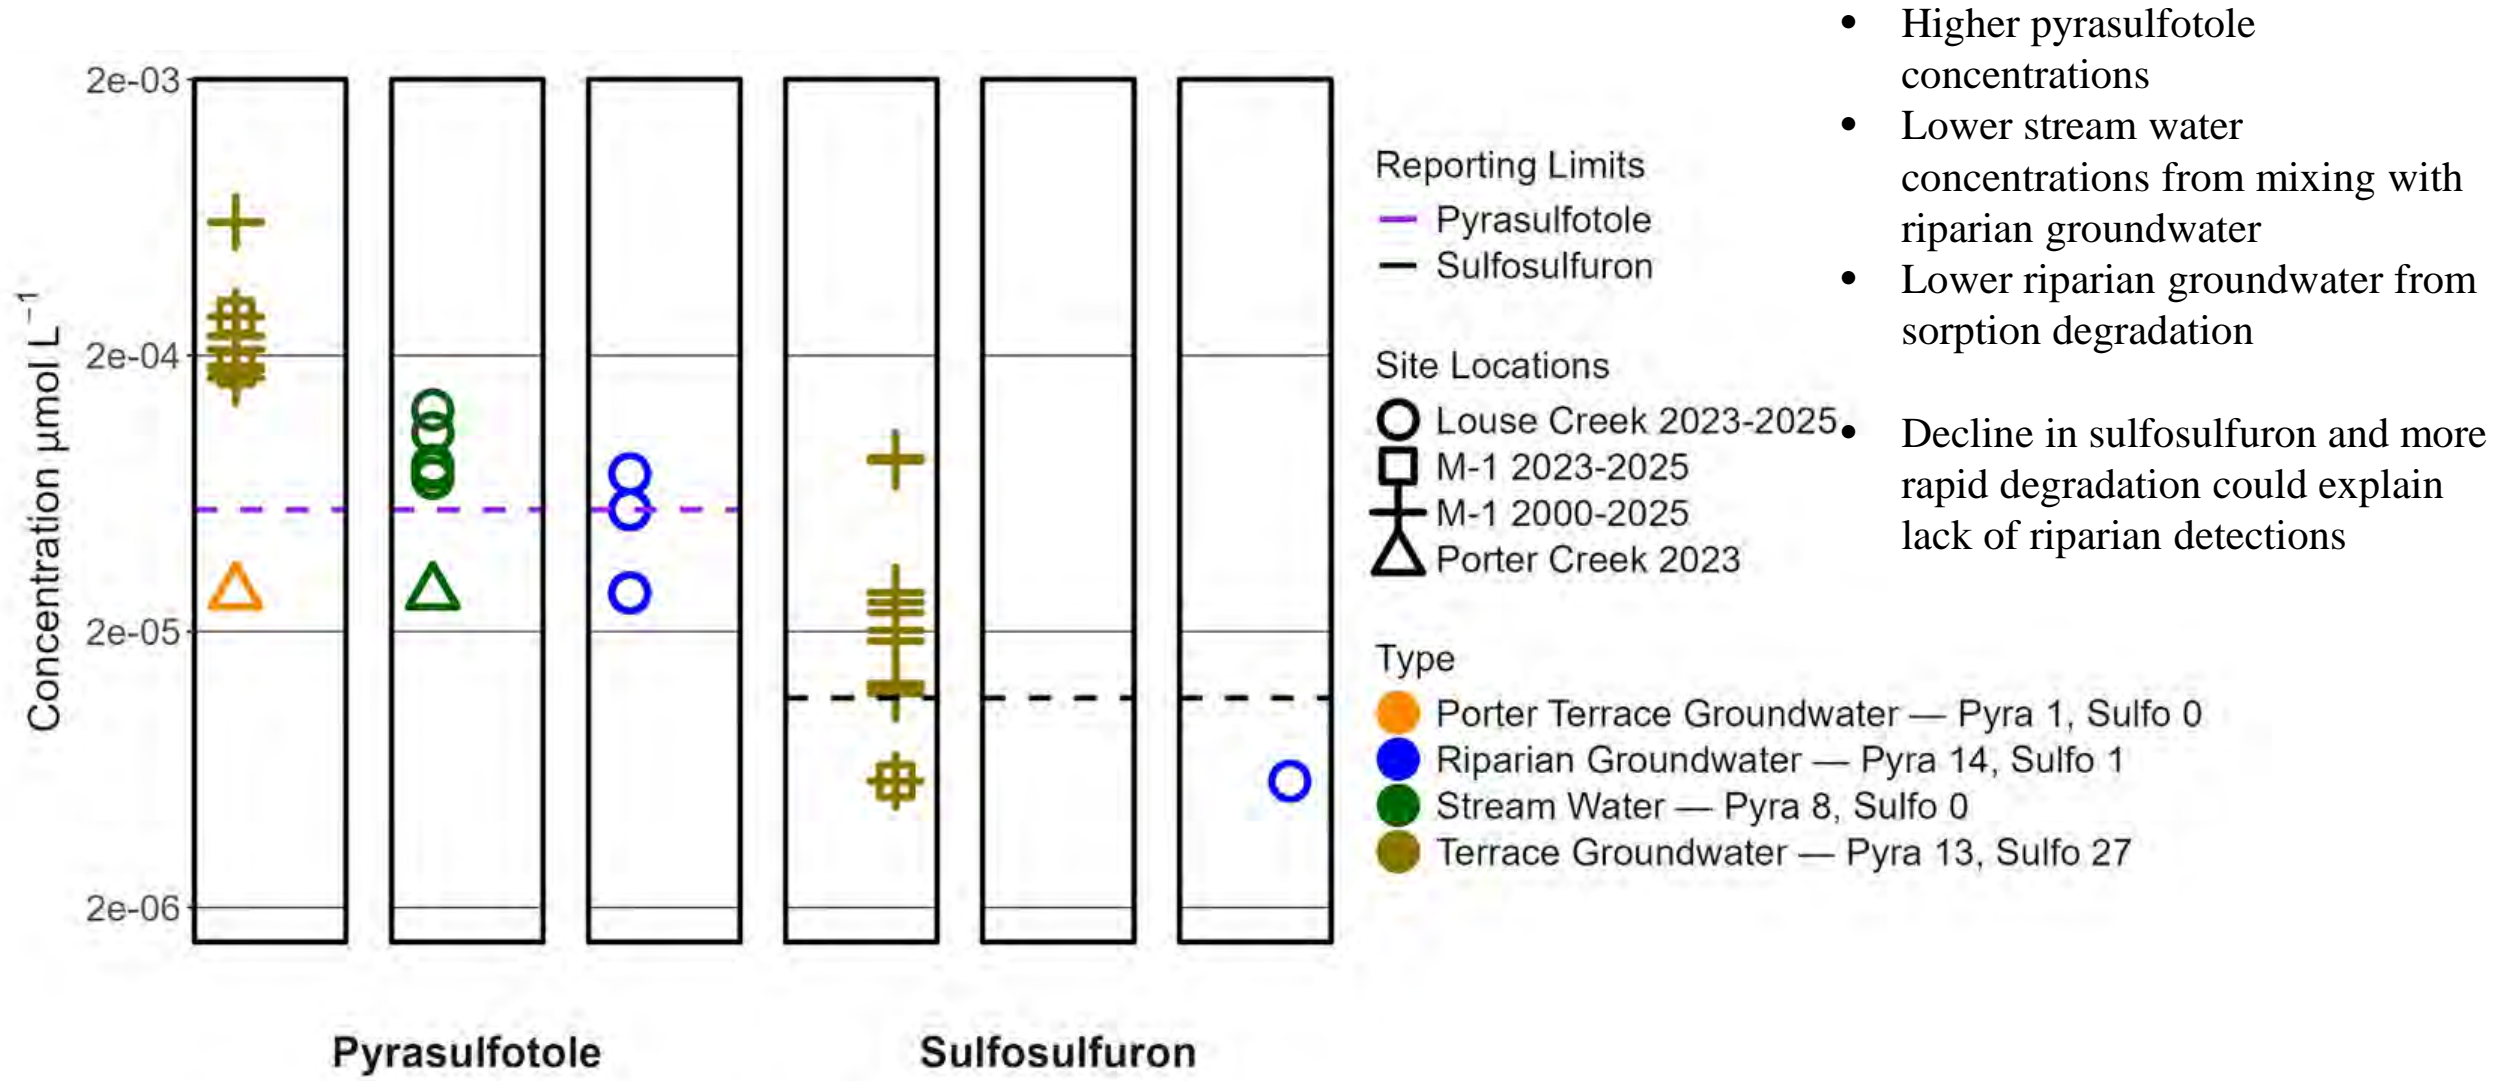 2e-03
2e-04
2e-05
2e-06
Concentration µmol L⁻¹
Pyrasulfotole
Sulfosulfuron
Reporting Limits
Pyrasulfotole
Sulfosulfuron
Site Locations
Louse Creek 2023-2025
M-1 2023-2025
M-1 2000-2025
Porter Creek 2023
Type
Porter Terrace Groundwater — Pyra 1, Sulfo 0
Riparian Groundwater — Pyra 14, Sulfo 1
Stream Water — Pyra 8, Sulfo 0
Terrace Groundwater — Pyra 13, Sulfo 27
• Higher pyrasulfotole
concentrations
• Lower stream water
concentrations from mixing with
riparian groundwater
• Lower riparian groundwater from
sorption degradation
• Decline in sulfosulfuron and more
rapid degradation could explain
lack of riparian detections